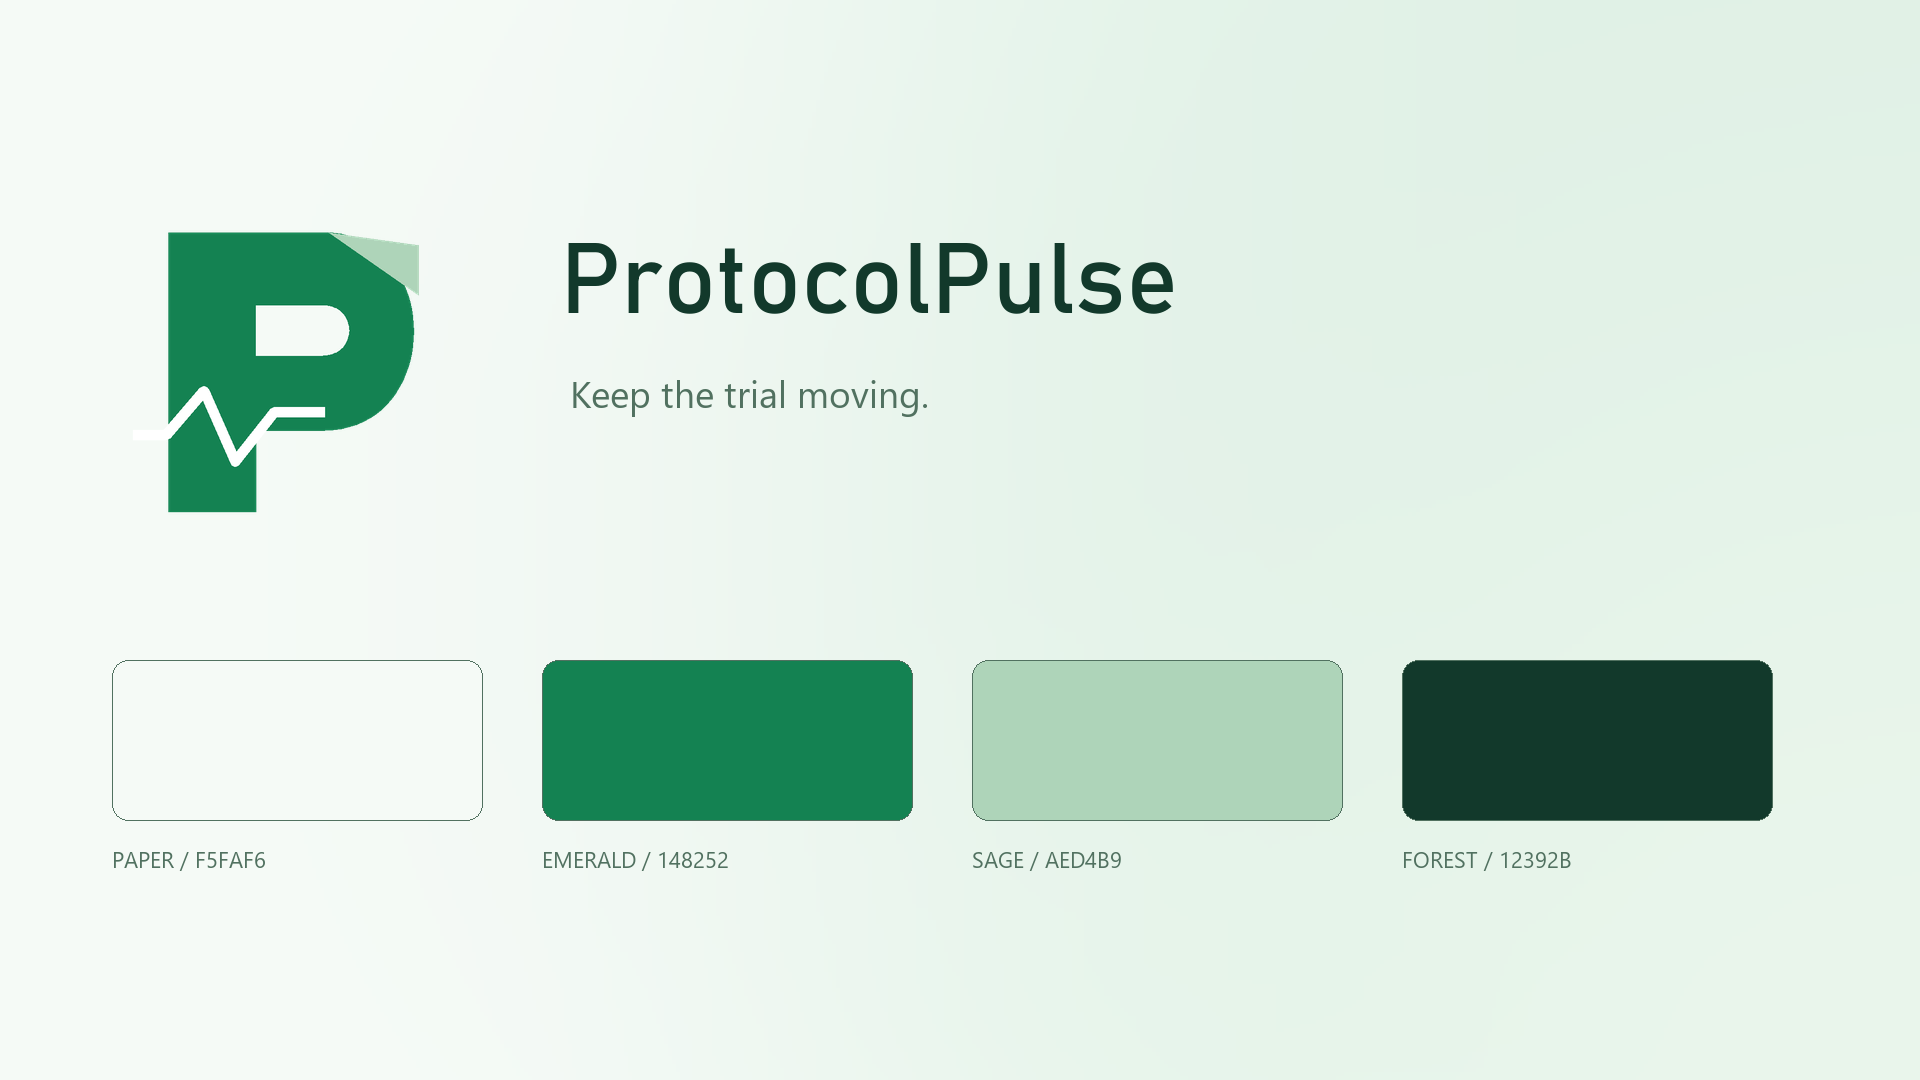 ProtocolPulse
Keep the trial moving.
PAPER / F5FAF6
EMERALD / 148252
SAGE / AED4B9
FOREST / 12392B